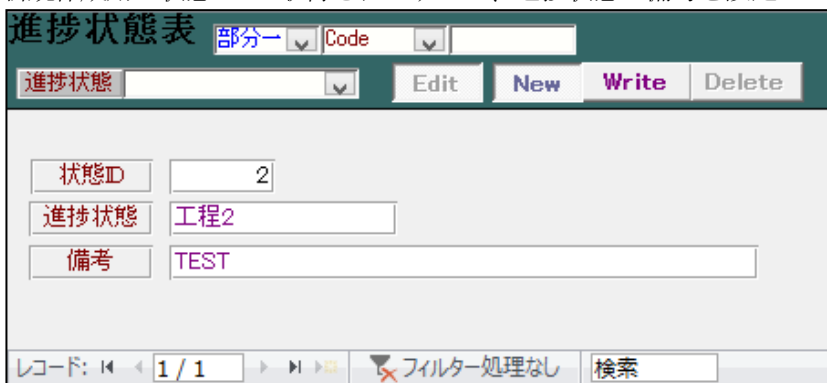 進捗状態表 部分一 Code
進捗状態 Edit New Write Delete
状態ID 2
進捗状態 工程2
備考 TEST
レコード: 1 / 1 フィルター処理なし 検索